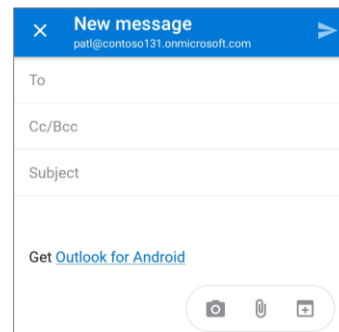 New message
patl@contoso131.onmicrosoft.com
To
Cc/Bcc
Subject
Get Outlook for Android